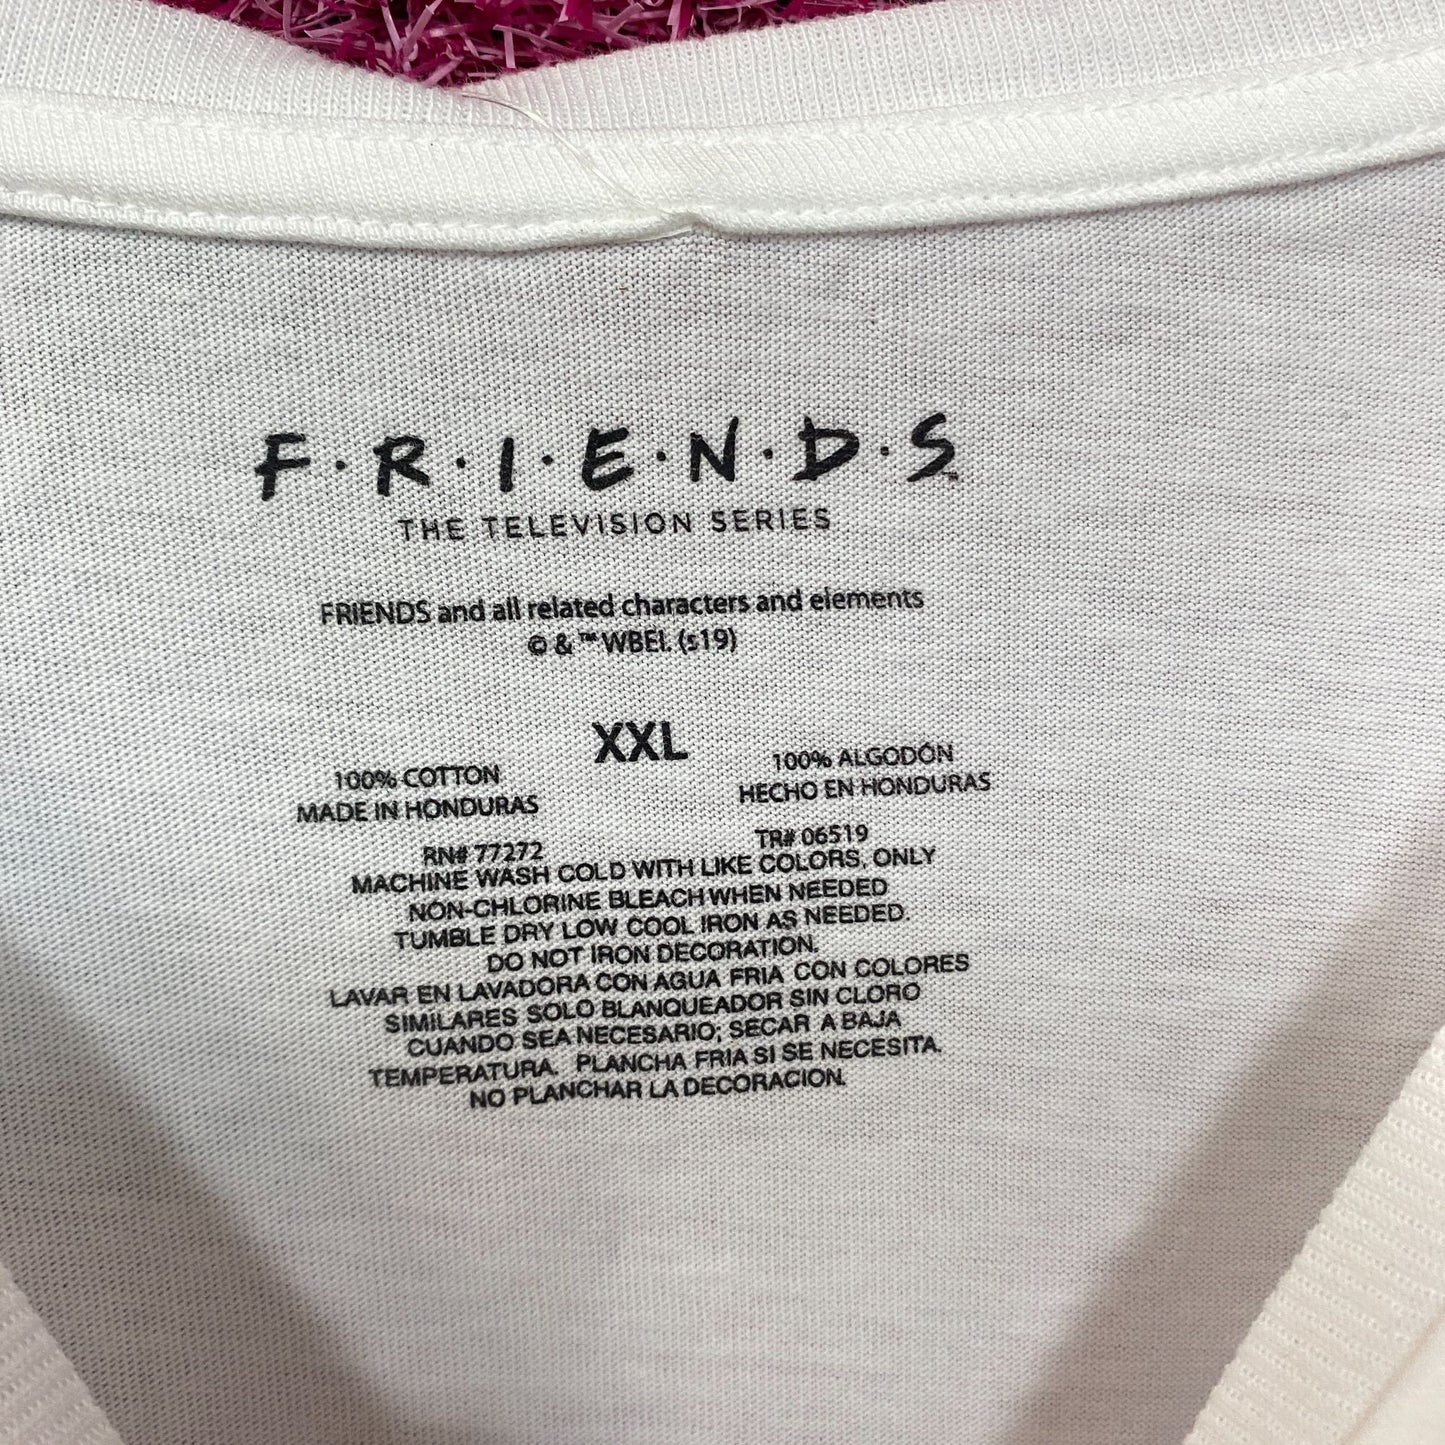 F·R·I·E·N·D·S™
THE TELEVISION SERIES
FRIENDS and all related characters and elements
© & ™ WBEI. (s19)
XXL
100% COTTON
MADE IN HONDURAS
RN# 77272
100% ALGODÓN
HECHO EN HONDURAS
TR# 06519
MACHINE WASH COLD WITH LIKE COLORS, ONLY
NON-CHLORINE BLEACH WHEN NEEDED
TUMBLE DRY LOW COOL IRON AS NEEDED.
DO NOT IRON DECORATION.
LAVAR EN LAVADORA CON AGUA FRIA CON COLORES
SIMILARES SOLO BLANQUEADOR SIN CLORO
CUANDO SEA NECESARIO; SECAR A BAJA
TEMPERATURA. PLANCHA FRIA SI SE NECESITA.
NO PLANCHAR LA DECORACION.